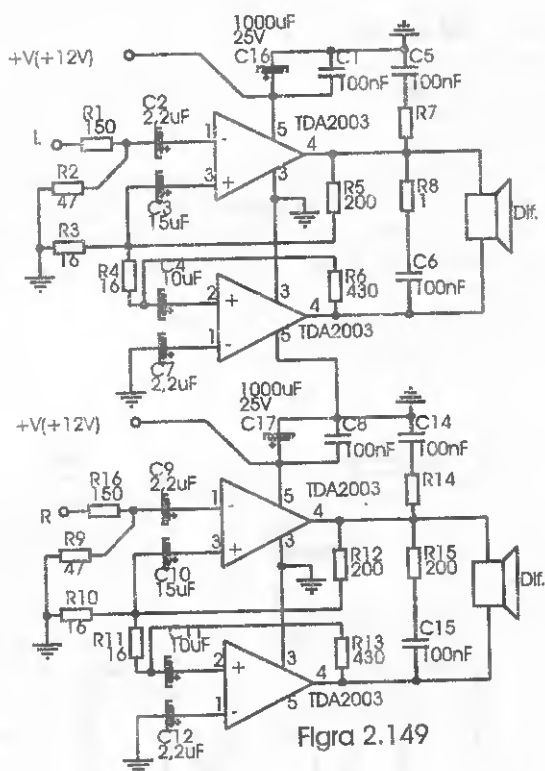 1000uF
25V
+V(+12V)
C16
C1
100nF
C5
100nF
R1
150
C2
2,2uF
TDA2003
L
1
-
5
4
R7
R2
47
3
+
C3
15uF
3
R5
200
R8
1
Dif.
R3
16
R4
16
C4
10uF
R6
430
C6
100nF
2
+
3
4
1
-
5
TDA2003
C7
2,2uF
1000uF
25V
+V(+12V)
C17
C8
100nF
C14
100nF
R16
150
C9
2,2uF
TDA2003
R
1
-
5
4
R14
R9
47
3
+
C10
15uF
3
R12
200
R15
200
Dif.
R10
16
R11
16
C11
10uF
R13
430
C15
100nF
2
+
3
4
1
-
5
TDA2003
C12
2,2uF
Figra 2.149